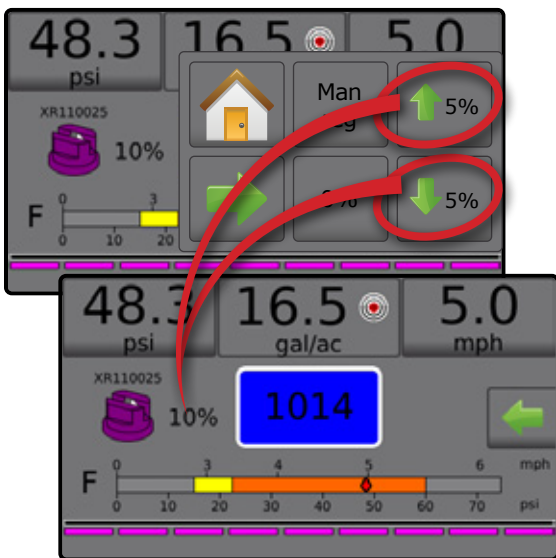 48.3 16.5 5.0
psi
Man
5%
XR110025
10%
5%
F
0 3
0 10 20
48.3 16.5 5.0
psi gal/ac mph
XR110025
10% 1014
F
0 3 4 5 6 mph
0 10 20 30 40 50 60 70 psi